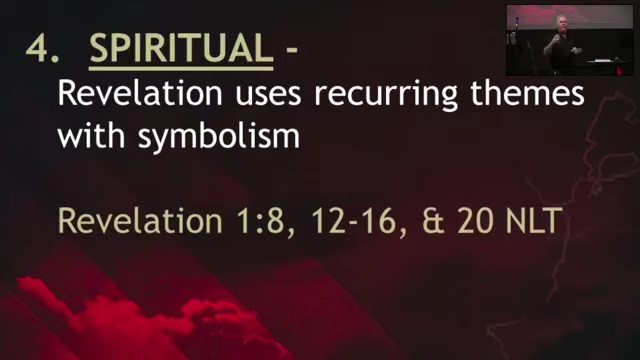 4. SPIRITUAL -
Revelation uses recurring themes
with symbolism
Revelation 1:8, 12-16, & 20 NLT